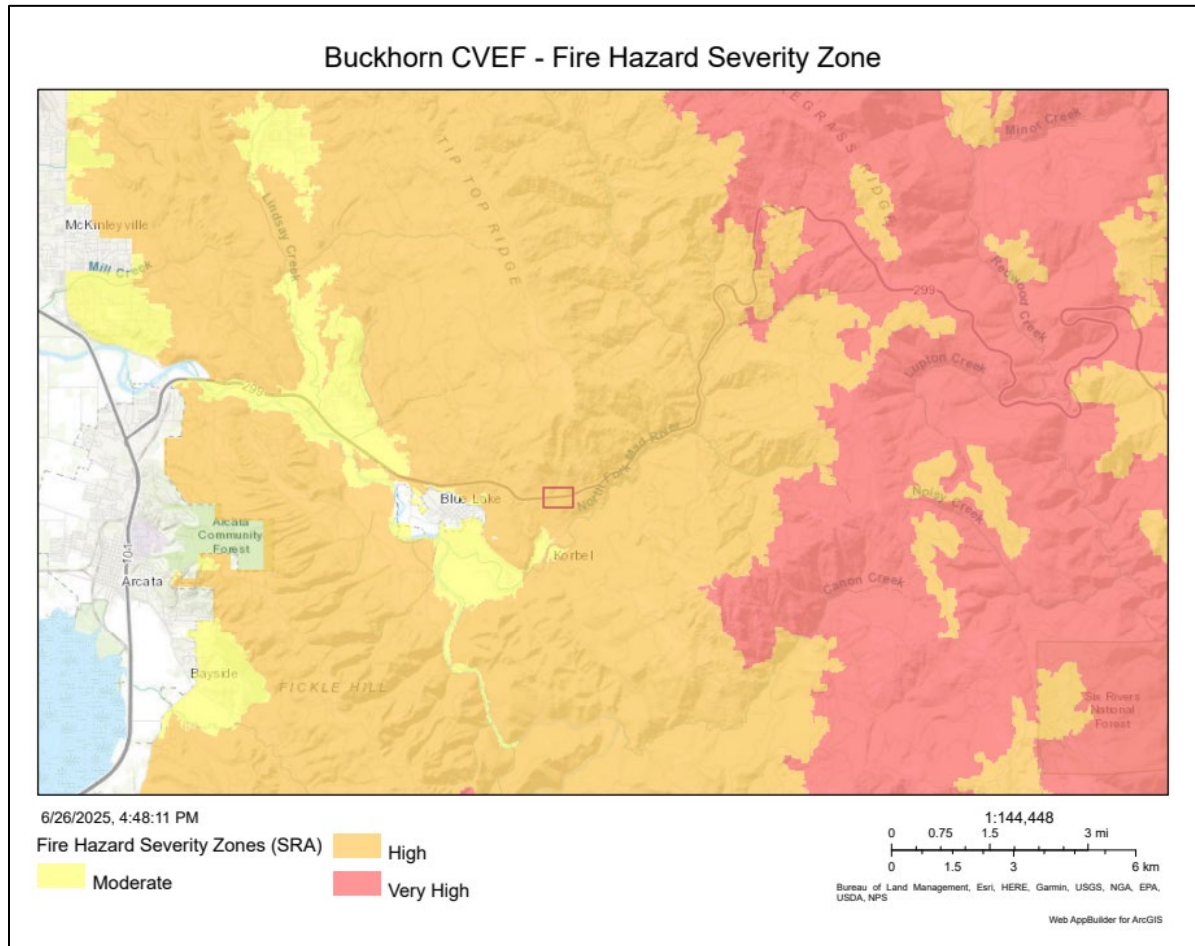 Buckhorn CVEF - Fire Hazard Severity Zone
EGRASS RIDGE
Minor Creek
TIP TOP RIDGE
Lindsay Creek
McKinleyville
Mill Creek
Redwood Creek
299
Lupton Creek
299
North Fork Mad River
Blue Lake
Noisy Creek
Arcata
Community
Forest
Korbel
101
Arcata
Canon Creek
Bayside
FICKLE HILL
Six Rivers
National
Forest
6/26/2025, 4:48:11 PM
Fire Hazard Severity Zones (SRA)
Moderate
High
Very High
1:144,448
0 0.75 1.5 3 mi
0 1.5 3 6 km
Bureau of Land Management, Esri, HERE, Garmin, USGS, NGA, EPA,
USDA, NPS
Web AppBuilder for ArcGIS